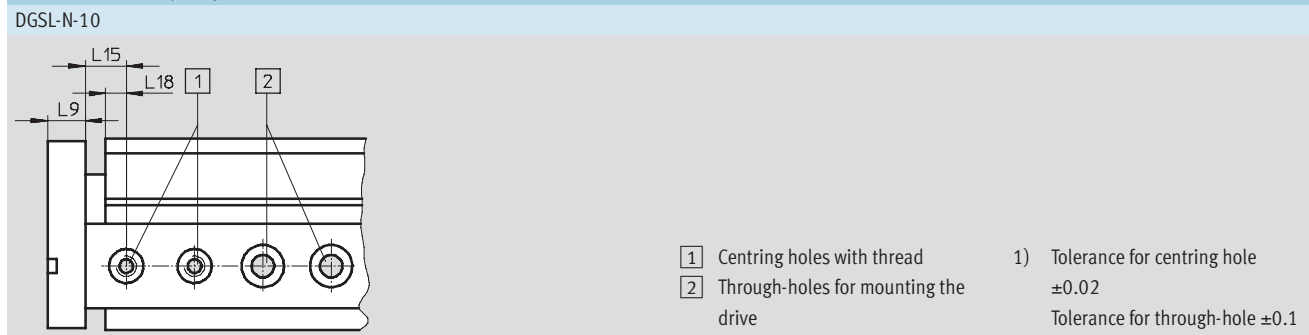 DGSL-N-10
L15
L18 1 2
L9
1 Centring holes with thread
2 Through-holes for mounting the
drive
1) Tolerance for centring hole
±0.02
Tolerance for through-hole ±0.1